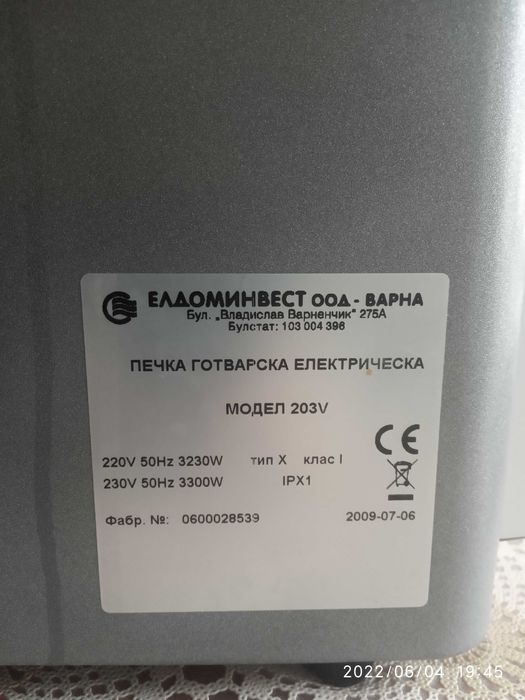 ЕЛДОМИНВЕСТ ООД - ВАРНА
Бул. „Владислав Варненчик" 275А
Булстат: 103 004 396
ПЕЧКА ГОТВАРСКА ЕЛЕКТРИЧЕСКА
МОДЕЛ 203V
220V 50Hz 3230W тип X клас I
230V 50Hz 3300W IPX1
CE
Фабр. №: 0600028539 2009-07-06
2022/06/04 19:45